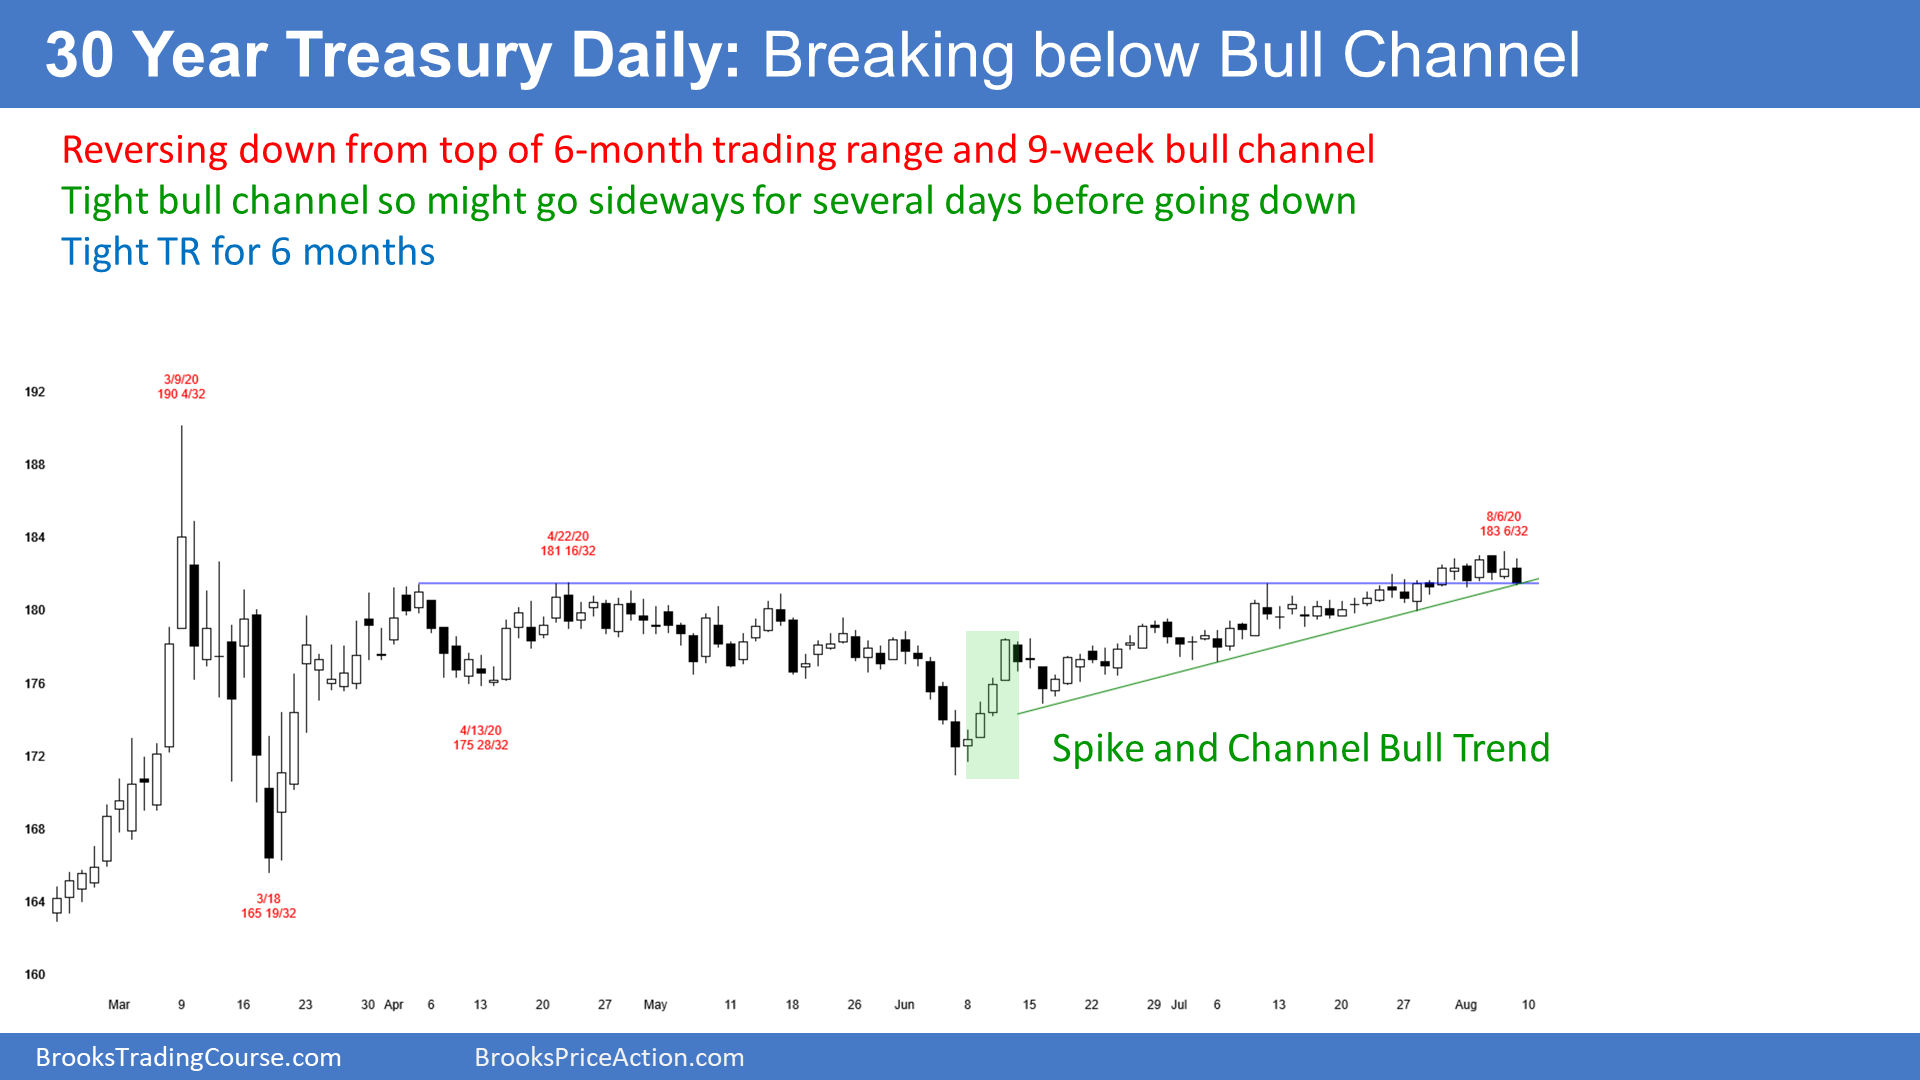 30 Year Treasury Daily: Breaking below Bull Channel
Reversing down from top of 6-month trading range and 9-week bull channel
Tight bull channel so might go sideways for several days before going down
Tight TR for 6 months
3/9/20
190 4/32
192
188
8/6/20
183 6/32
4/22/20
181 16/32
184
180
176
4/13/20
175 28/32
Spike and Channel Bull Trend
172
168
3/18
165 19/32
164
160
Mar 9 16 23 30 Apr 6 13 20 27 May 11 18 26 Jun 8 15 22 29 Jul 6 13 20 27 Aug 10
BrooksTradingCourse.com BrooksPriceAction.com